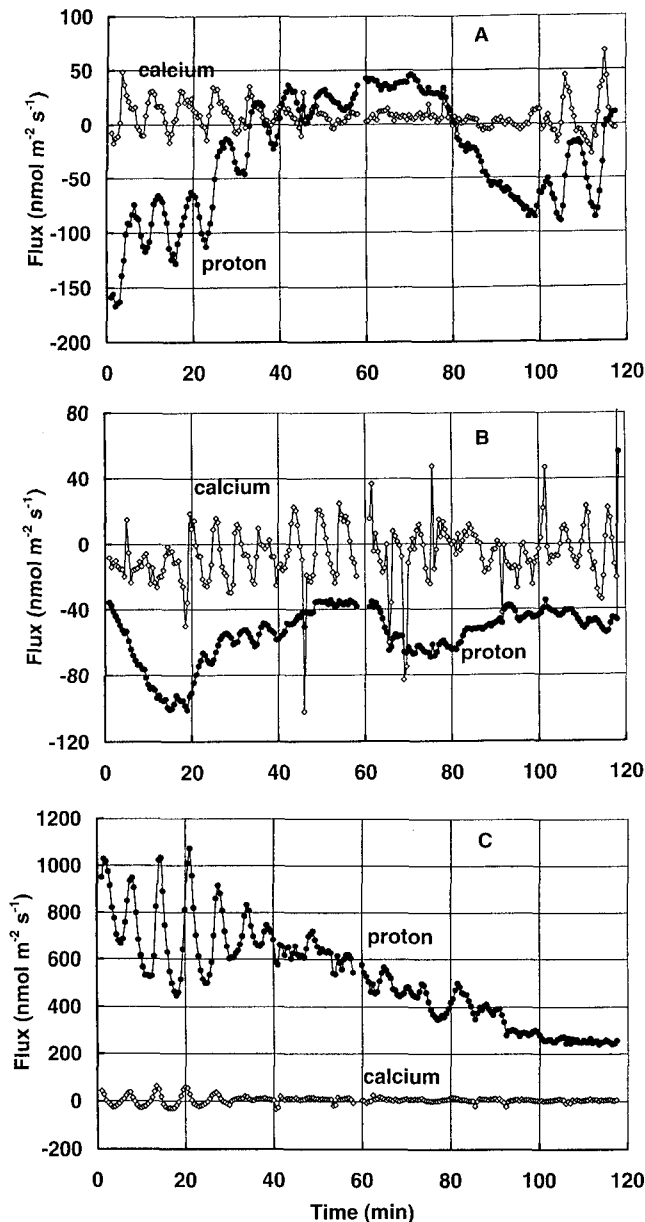 A
100
calcium
50
0
-50
-100
proton
-150
-200
Flux (nmol m⁻² s⁻¹)
0 20 40 60 80 100 120
80
B
calcium
40
0
-40
proton
-80
-120
Flux (nmol m⁻² s⁻¹)
0 20 40 60 80 100 120
1200
C
1000
800
proton
600
400
200
calcium
0
-200
Flux (nmol m⁻² s⁻¹)
0 20 40 60 80 100 120
Time (min)